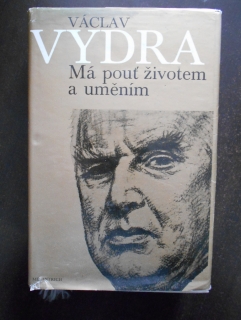 VÁCLAV
VYDRA
Má pouť životem
a uměním